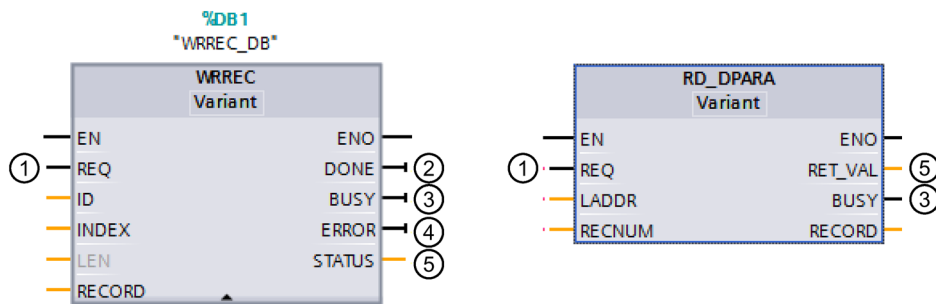 %DB1
"WRREC_DB"
WRREC
Variant
EN ENO
① REQ DONE ②
ID BUSY ③
INDEX ERROR ④
LEN STATUS ⑤
RECORD
RD_DPARA
Variant
EN ENO
① REQ RET_VAL ⑤
LADDR BUSY ③
RECNUM RECORD